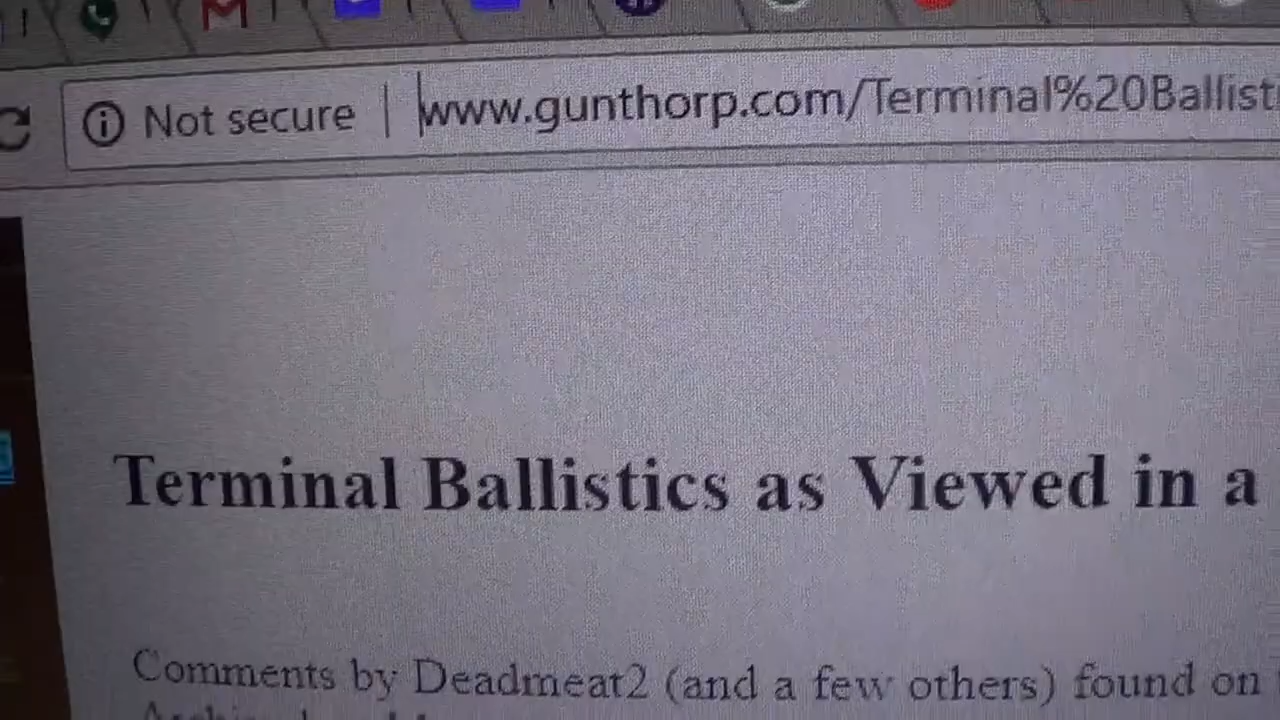 Not secure | www.gunthorp.com/Terminal%20Ballist
Terminal Ballistics as Viewed in a
Comments by Deadmeat2 (and a few others) found on